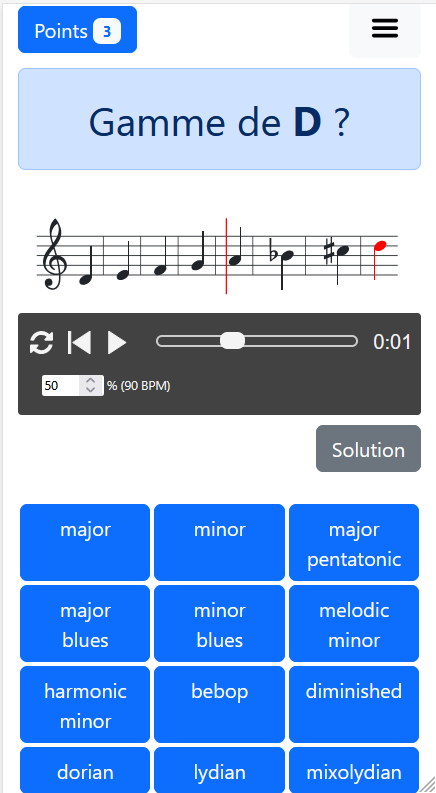 Points 3
Gamme de D ?
0:01
50 % (90 BPM)
Solution
major
minor
major
pentatonic
major
blues
minor
blues
melodic
minor
harmonic
minor
bebop
diminished
dorian
lydian
mixolydian